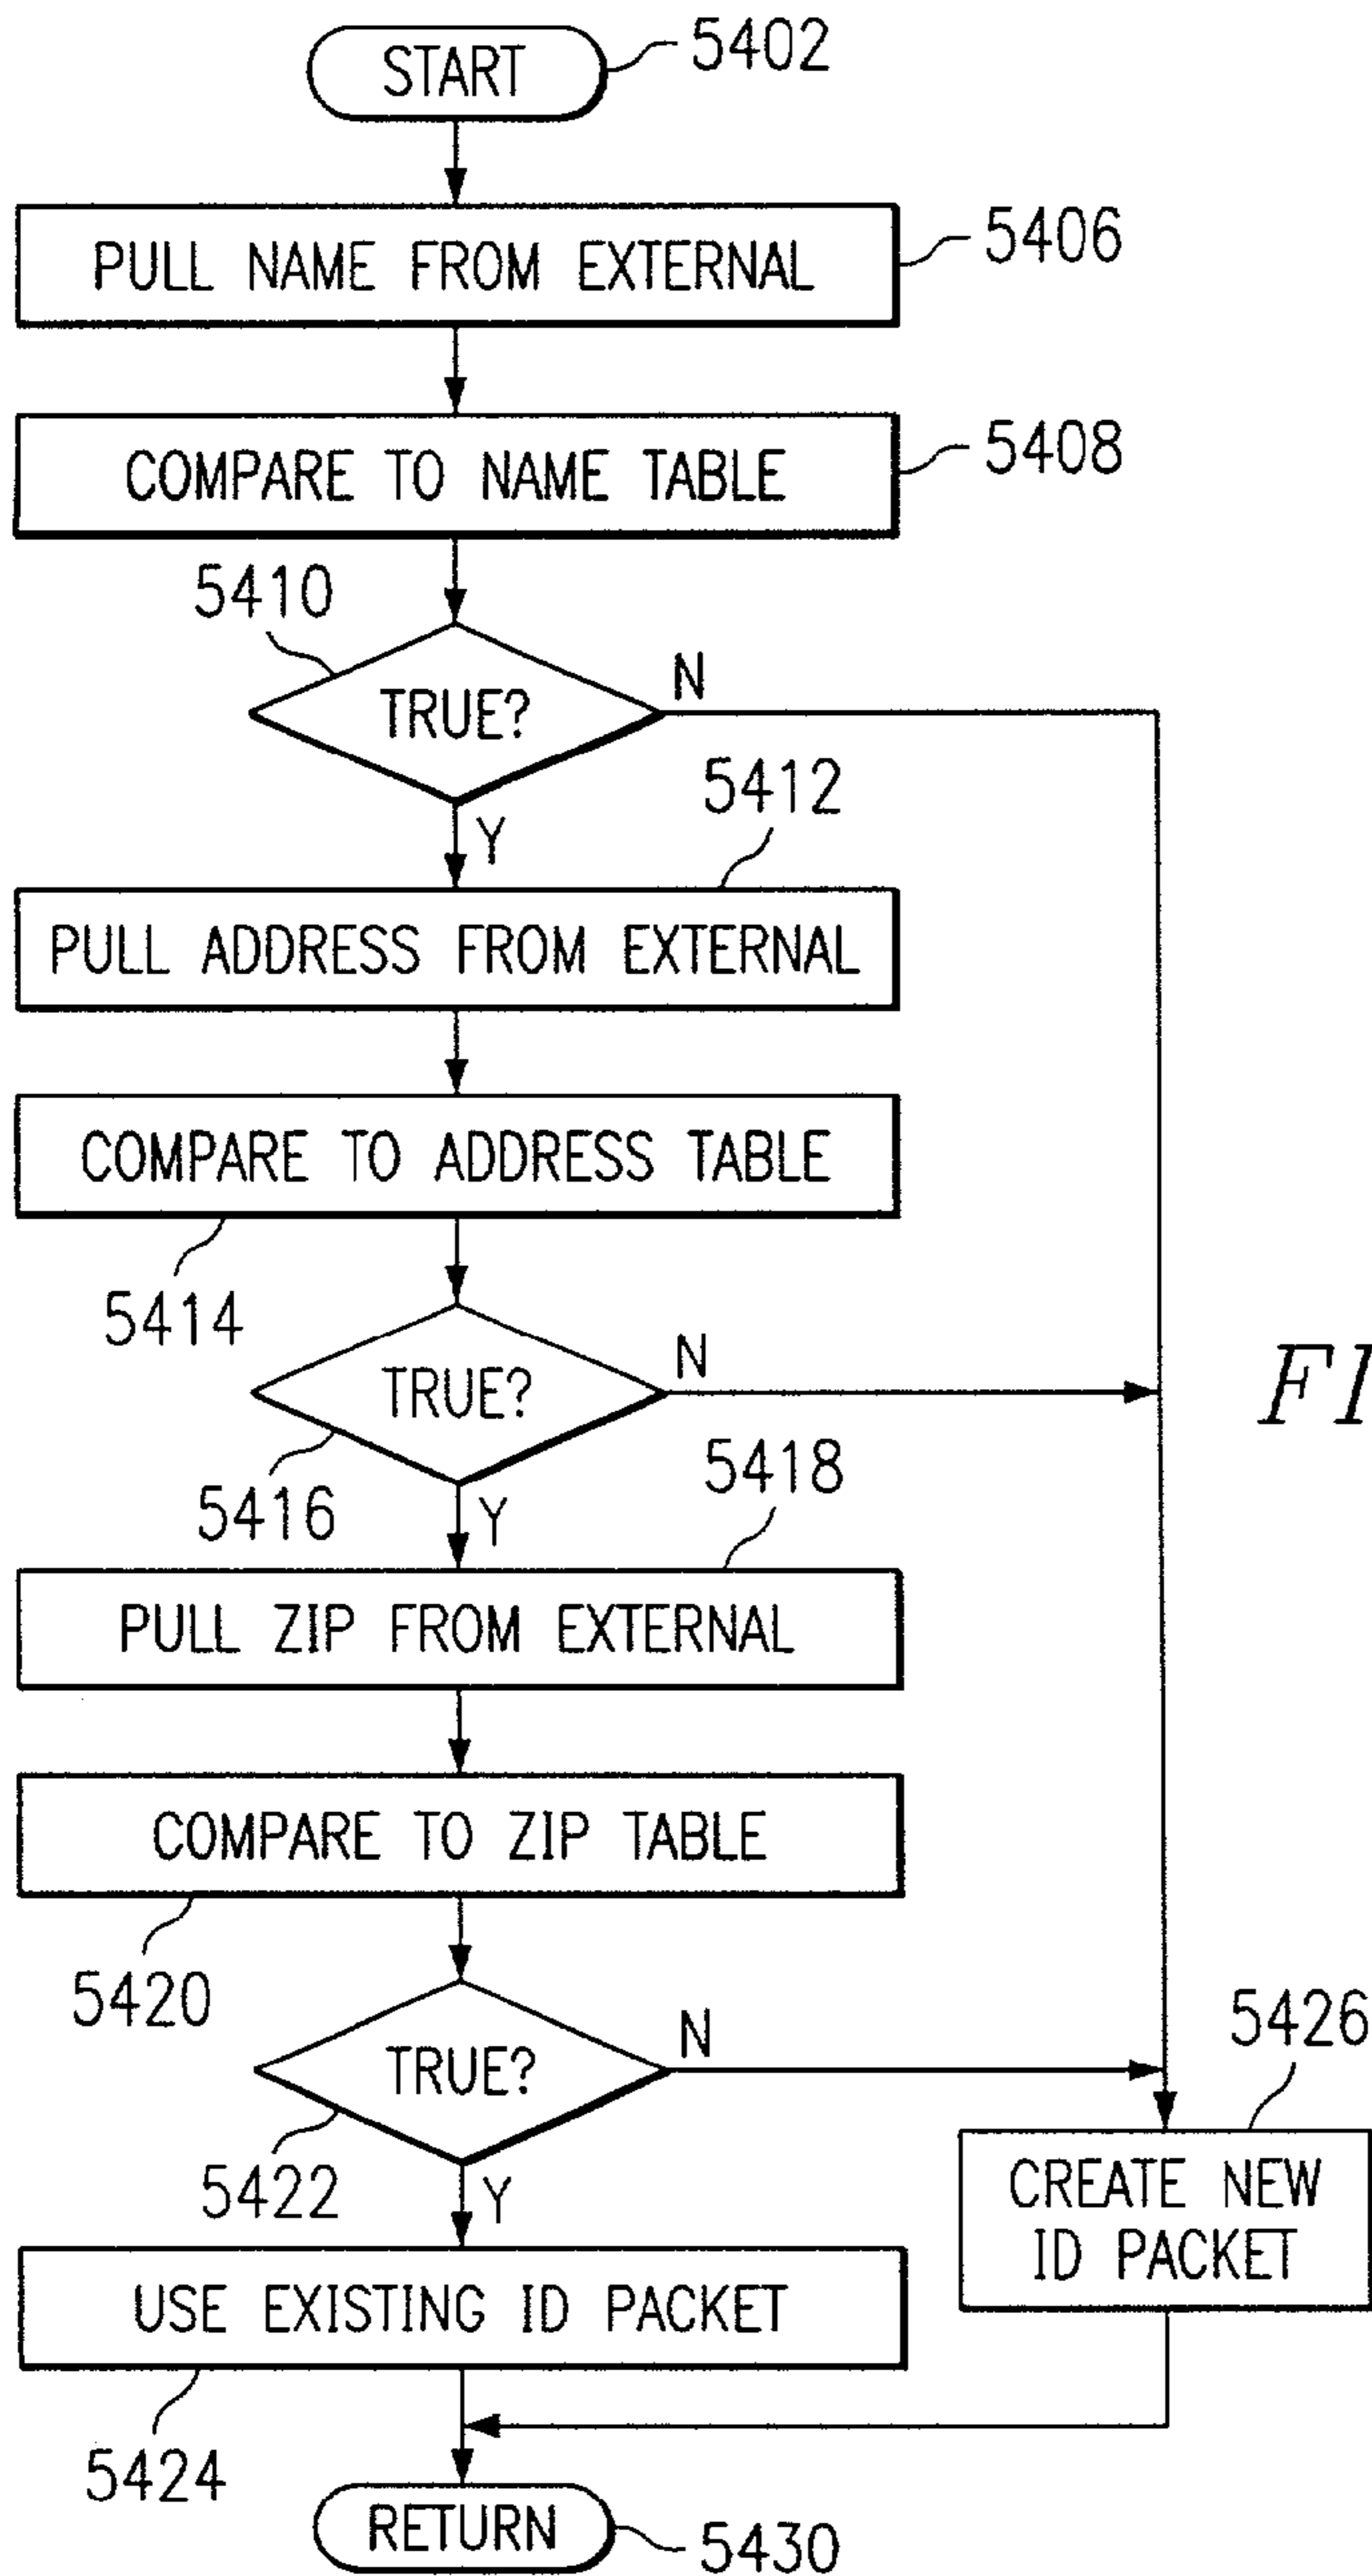 START
5402
PULL NAME FROM EXTERNAL
5406
COMPARE TO NAME TABLE
5408
5410
TRUE?
N
Y
5412
PULL ADDRESS FROM EXTERNAL
COMPARE TO ADDRESS TABLE
5414
TRUE?
N
FI
5416
Y
5418
PULL ZIP FROM EXTERNAL
COMPARE TO ZIP TABLE
5420
TRUE?
N
5426
5422
Y
CREATE NEW
ID PACKET
USE EXISTING ID PACKET
5424
RETURN
5430